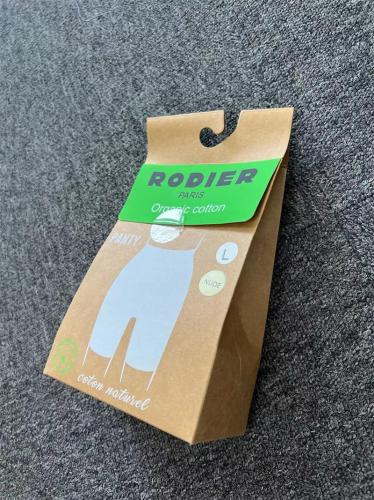 RODIER
PARIS
Organic cotton
PANTY
L
NUDE
coton naturel